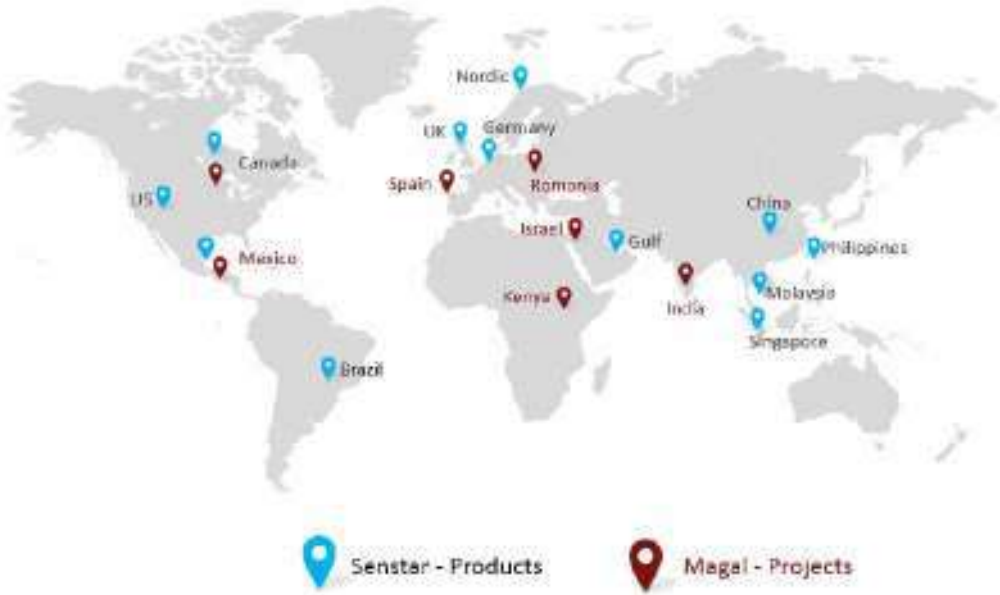 Nordic
UK
Germany
Canada
Spain
Romania
US
China
Israel
Gulf
Philippines
Mexico
India
Malaysia
Kenya
Singapore
Brazil
Senstar - Products
Magal - Projects